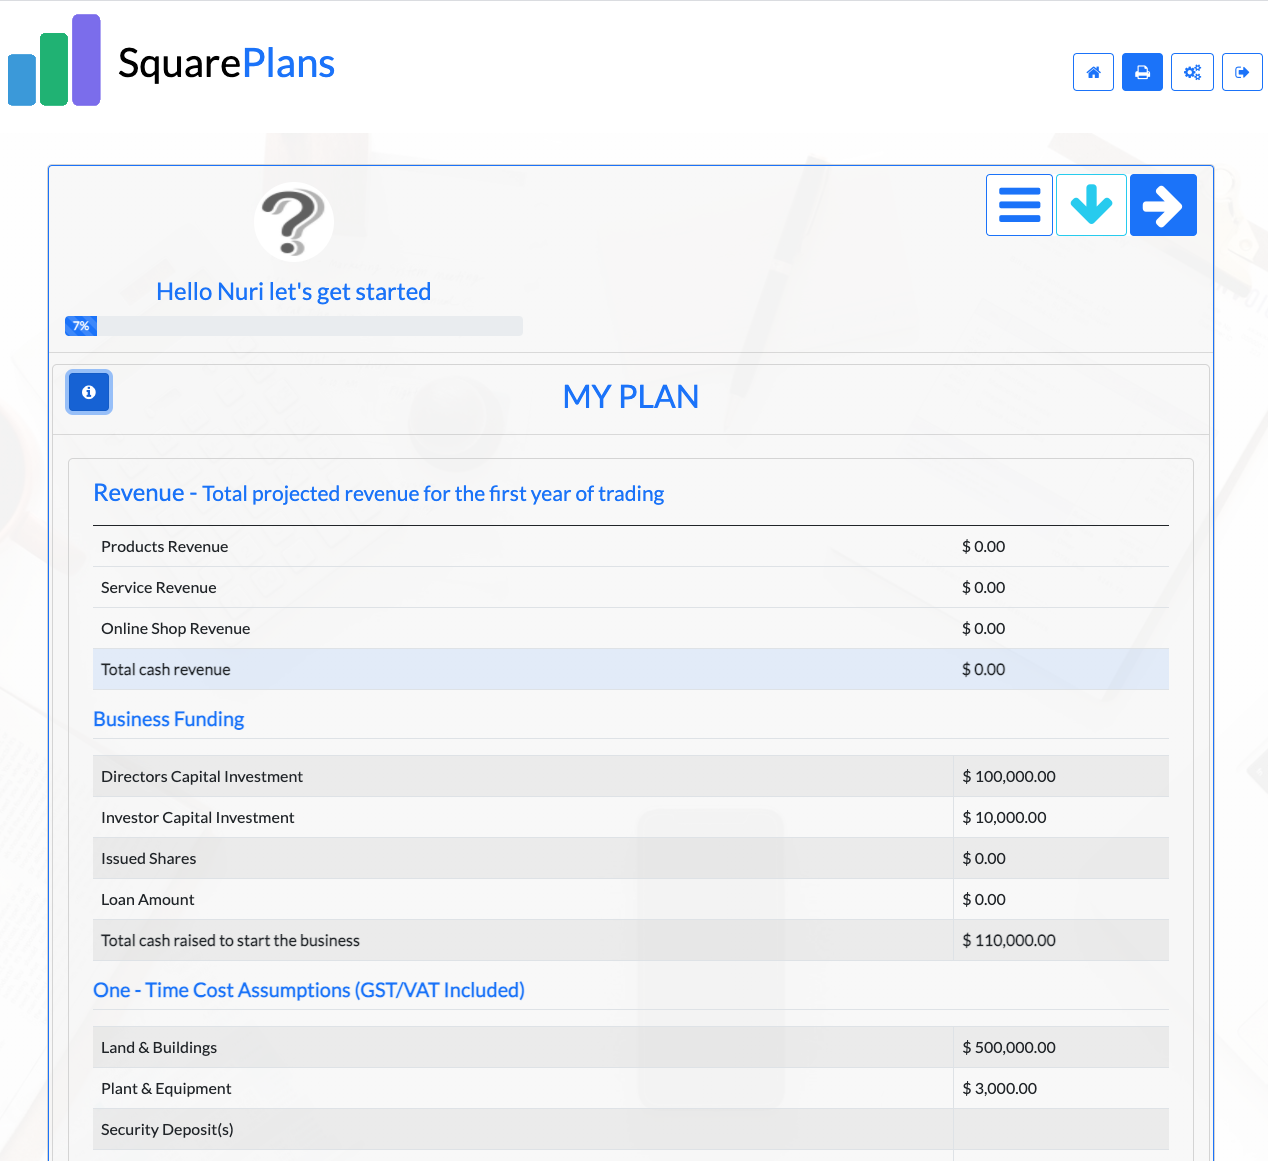 SquarePlans
Hello Nuri let's get started
7%
MY PLAN
Revenue - Total projected revenue for the first year of trading
Products Revenue $ 0.00
Service Revenue $ 0.00
Online Shop Revenue $ 0.00
Total cash revenue $ 0.00
Business Funding
Directors Capital Investment $ 100,000.00
Investor Capital Investment $ 10,000.00
Issued Shares $ 0.00
Loan Amount $ 0.00
Total cash raised to start the business $ 110,000.00
One - Time Cost Assumptions (GST/VAT Included)
Land & Buildings $ 500,000.00
Plant & Equipment $ 3,000.00
Security Deposit(s)